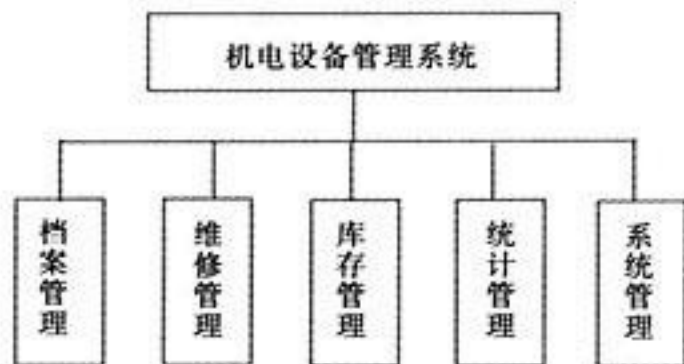 机电设备管理系统
档案管理
维修管理
库存管理
统计管理
系统管理